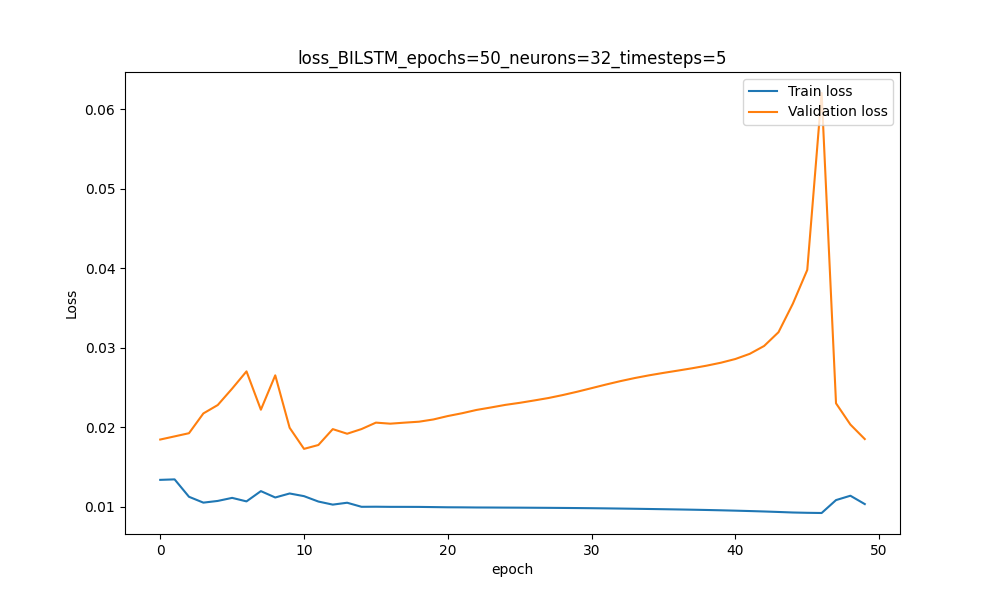 loss_BILSTM_epochs=50_neurons=32_timesteps=5
Train loss
Validation loss
0.06
0.05
0.04
0.03
0.02
0.01
Loss
0 10 20 30 40 50
epoch